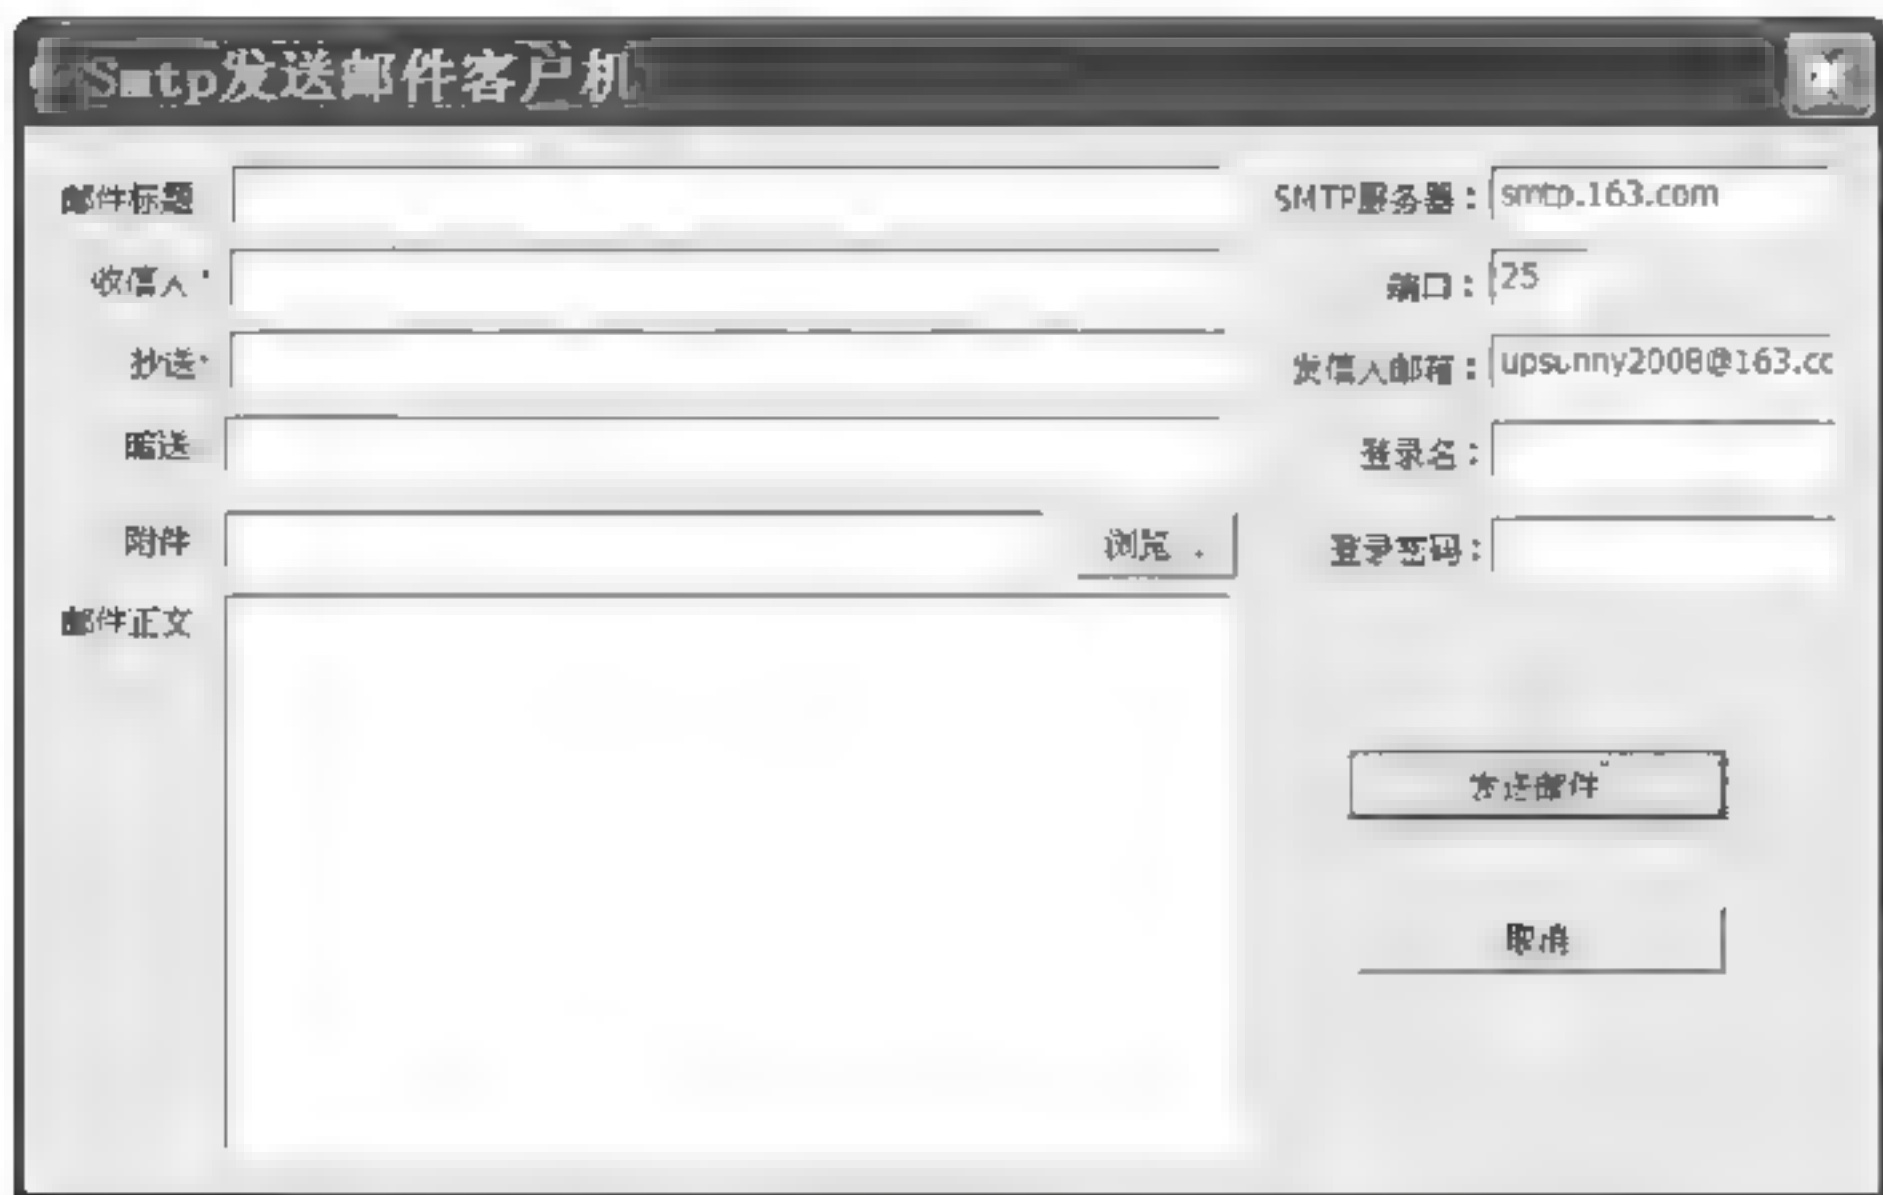 Smtp发送邮件客户机
邮件标题
收信人:
抄送:
暗送
附件
浏览
邮件正文
SMTP服务器:
smtp.163.com
端口:
25
发信人邮箱:
upsunny2008@163.cc
登录名:
登录密码:
发送邮件
取消